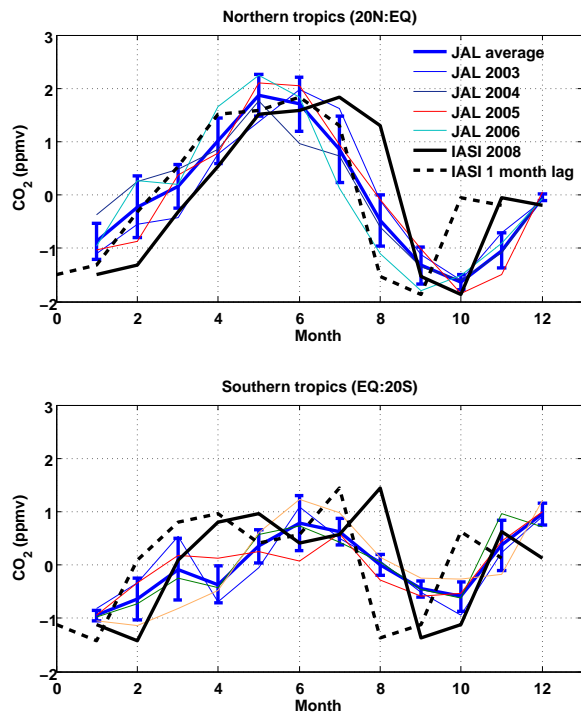 Northern tropics (20N:EQ)
3
2
1
0
−1
−2
CO2 (ppmv)
0 2 4 6 8 10 12
Month
JAL average
JAL 2003
JAL 2004
JAL 2005
JAL 2006
IASI 2008
IASI 1 month lag
Southern tropics (EQ:20S)
3
2
1
0
−1
−2
CO2 (ppmv)
0 2 4 6 8 10 12
Month